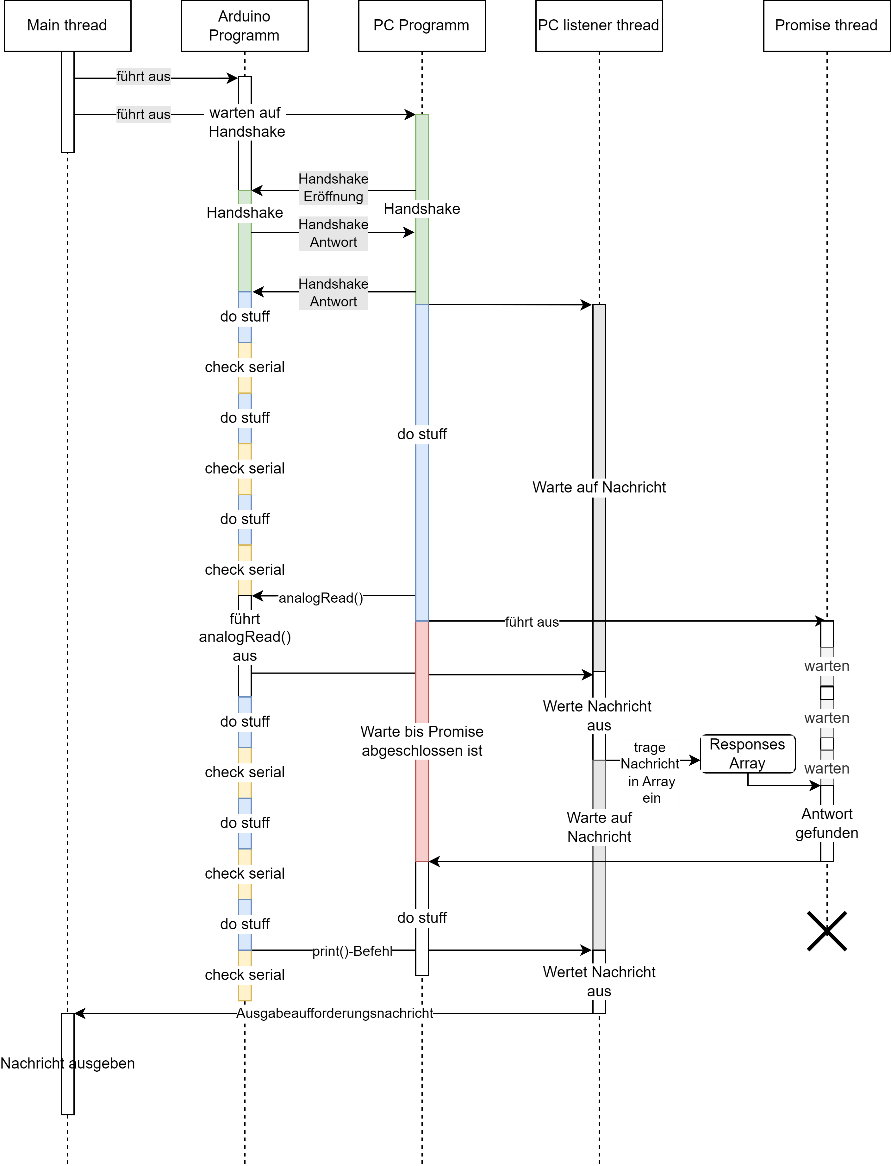 Main thread
Arduino
Programm
PC Programm
PC listener thread
Promise thread
führt aus
führt aus
warten auf
Handshake
Handshake
Eröffnung
Handshake
Handshake
Handshake
Antwort
Handshake
Antwort
do stuff
check serial
do stuff
do stuff
check serial
Warte auf Nachricht
do stuff
check serial
analogRead()
führt
analogRead()
aus
führt aus
warten
Werte Nachricht
aus
do stuff
warten
Warte bis Promise
abgeschlossen ist
trage
Nachricht
in Array
ein
Responses
Array
check serial
warten
do stuff
Warte auf
Nachricht
Antwort
gefunden
check serial
do stuff
do stuff
print()-Befehl
check serial
Wertet Nachricht
aus
Ausgabeaufforderungsnachricht
Nachricht ausgeben